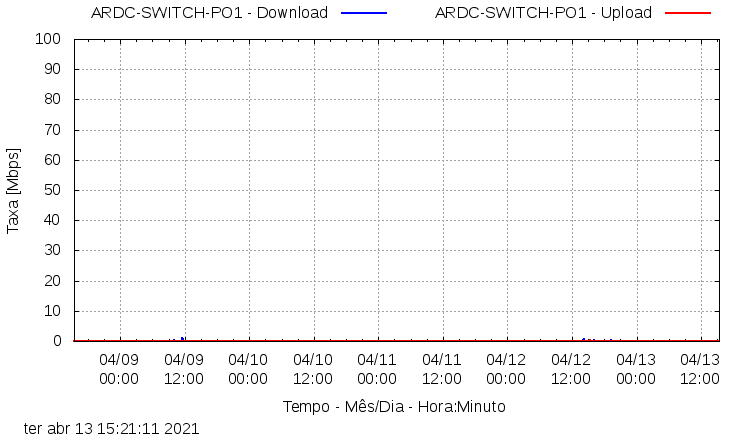 ARDC-SWITCH-PO1 - Download ARDC-SWITCH-PO1 - Upload
100
90
80
70
60
50
40
30
20
10
0
Taxa [Mbps]
04/09 04/09 04/10 04/10 04/11 04/11 04/12 04/12 04/13 04/13
00:00 12:00 00:00 12:00 00:00 12:00 00:00 12:00 00:00 12:00
Tempo - Mês/Dia - Hora:Minuto
ter abr 13 15:21:11 2021